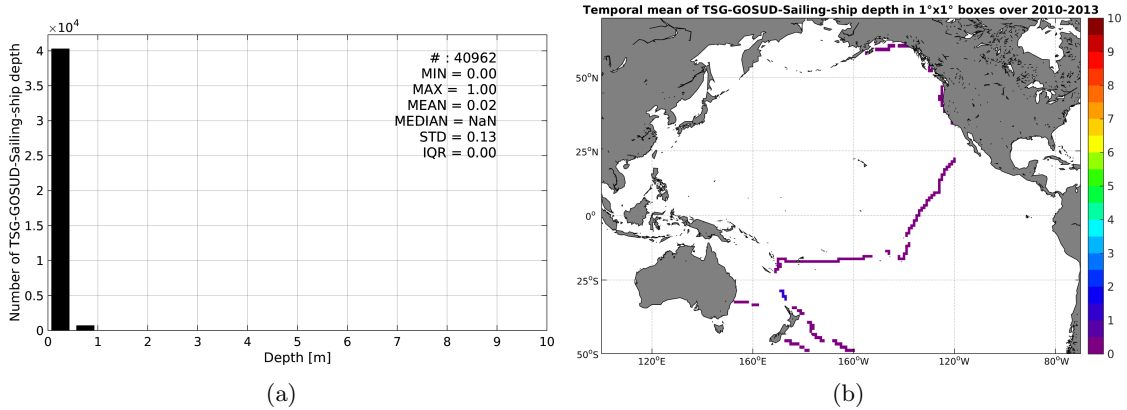 ×10⁴
4
3.5
3
2.5
2
1.5
1
0.5
0
Number of TSG-GOSUD-Sailing-ship depth
# : 40962
MIN = 0.00
MAX = 1.00
MEAN = 0.02
MEDIAN = NaN
STD = 0.13
IQR = 0.00
0 1 2 3 4 5 6 7 8 9 10
Depth [m]
(a)
Temporal mean of TSG-GOSUD-Sailing-ship depth in 1°x1° boxes over 2010-2013
50°N
25°N
0°
25°S
50°S
120°E 160°E 160°W 120°W 80°W
10
9
8
7
6
5
4
3
2
1
0
(b)